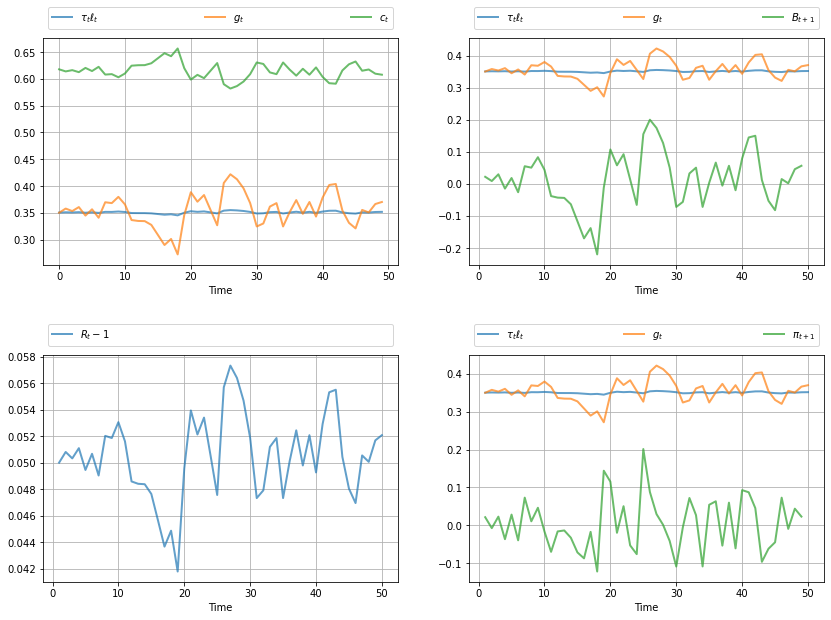 τₜℓₜ gₜ cₜ
0.65
0.60
0.55
0.50
0.45
0.40
0.35
0.30
0 10 20 30 40 50
Time
τₜℓₜ gₜ Bₜ₊₁
0.4
0.3
0.2
0.1
0.0
−0.1
−0.2
0 10 20 30 40 50
Time
Rₜ − 1
0.058
0.056
0.054
0.052
0.050
0.048
0.046
0.044
0.042
0 10 20 30 40 50
Time
τₜℓₜ gₜ πₜ₊₁
0.4
0.3
0.2
0.1
0.0
−0.1
0 10 20 30 40 50
Time